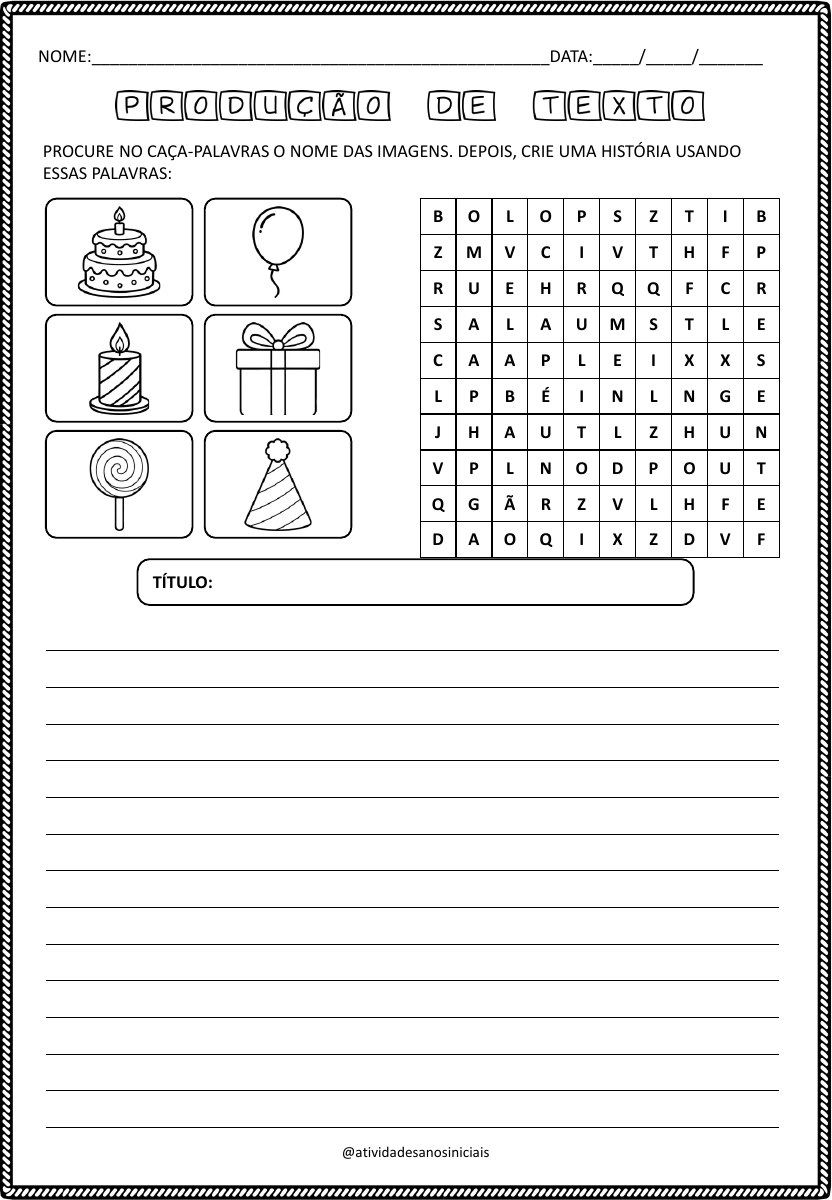 NOME:___________________________________________________DATA:_____/_____/_______
PRODUÇÃO DE TEXTO
PROCURE NO CAÇA-PALAVRAS O NOME DAS IMAGENS. DEPOIS, CRIE UMA HISTÓRIA USANDO
ESSAS PALAVRAS:
B O L O P S Z T I B
Z M V C I V T H F P
R U E H R Q Q F C R
S A L A U M S T L E
C A A P L E I X X S
L P B É I N L N G E
J H A U T L Z H U N
V P L N O D P O U T
Q G Ã R Z V L H F E
D A O Q I X Z D V F
TÍTULO:
@atividadesanosiniciais